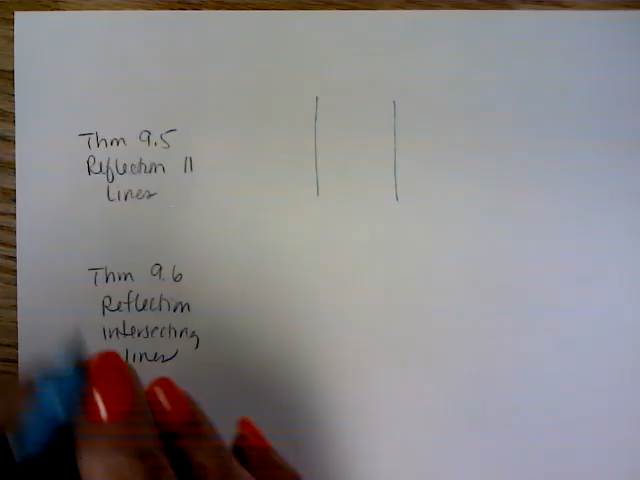 Thm 9.5
Reflection ||
Lines
Thm 9.6
Reflection
intersecting
lines